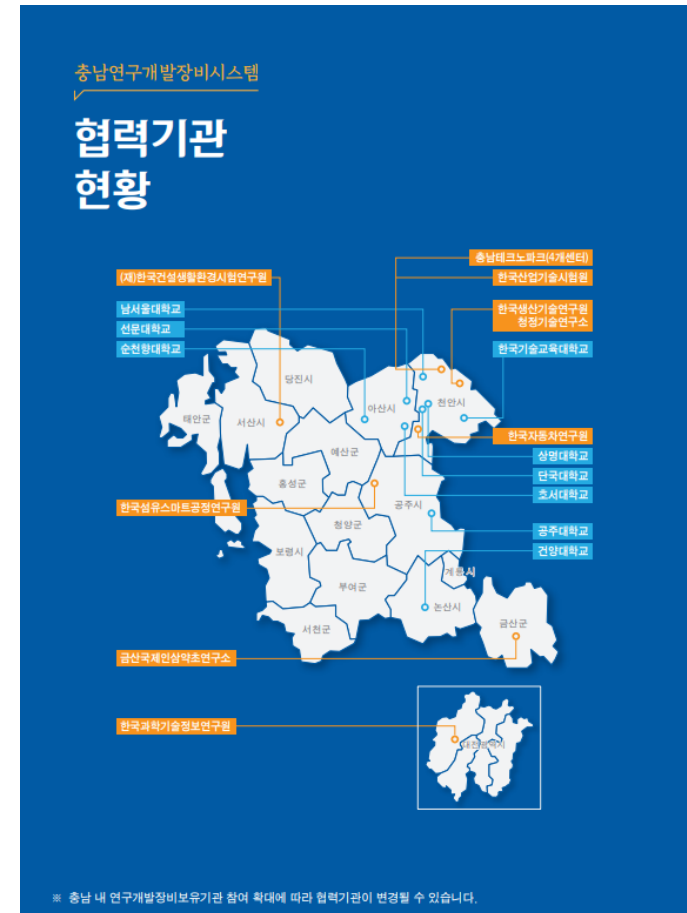 충남연구개발장비시스템
협력기관
현황
충남테크노파크(4개센터)
(재)한국건설생활환경시험연구원
한국산업기술시험원
남서울대학교
한국생산기술연구원
청정기술연구소
선문대학교
순천향대학교
한국기술교육대학교
당진시
아산시
천안시
태안군
서산시
한국자동차연구원
예산군
상명대학교
단국대학교
홍성군
호서대학교
한국섬유스마트공정연구원
공주시
청양군
공주대학교
보령시
건양대학교
계룡시
부여군
논산시
서천군
금산군
금산국제인삼약초연구소
한국과학기술정보연구원
대전광역시
※ 충남 내 연구개발장비보유기관 참여 확대에 따라 협력기관이 변경될 수 있습니다.